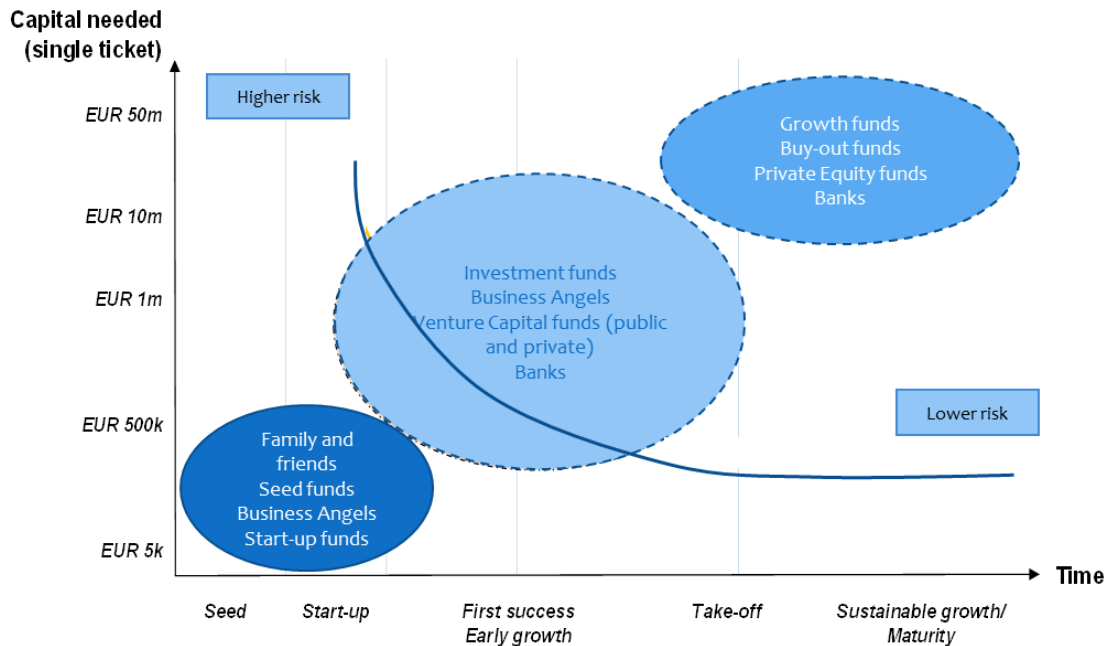 Capital needed
(single ticket)
Higher risk
EUR 50m
EUR 10m
EUR 1m
EUR 500k
EUR 5k
Growth funds
Buy-out funds
Private Equity funds
Banks
Investment funds
Business Angels
Venture Capital funds (public
and private)
Banks
Lower risk
Family and
friends
Seed funds
Business Angels
Start-up funds
Time
Seed
Start-up
First success
Early growth
Take-off
Sustainable growth/
Maturity